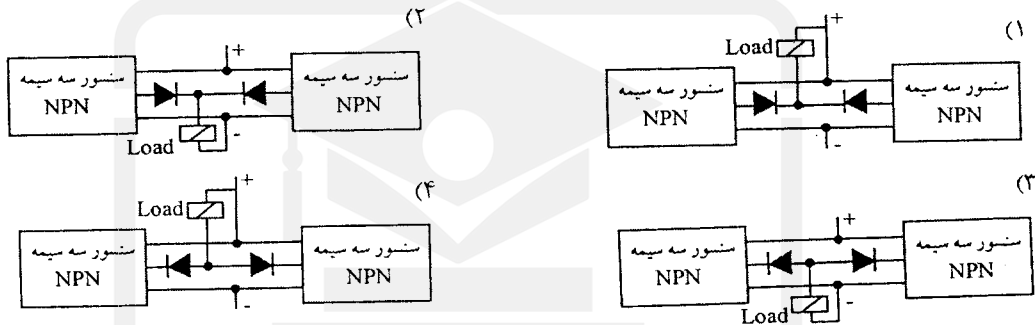 (۱
Load
+
سنسور سه سیمه
NPN
سنسور سه سیمه
NPN
-
(۲
+
سنسور سه سیمه
NPN
سنسور سه سیمه
NPN
Load
-
(۳
+
سنسور سه سیمه
NPN
سنسور سه سیمه
NPN
Load
-
(۴
+
Load
سنسور سه سیمه
NPN
سنسور سه سیمه
NPN
-